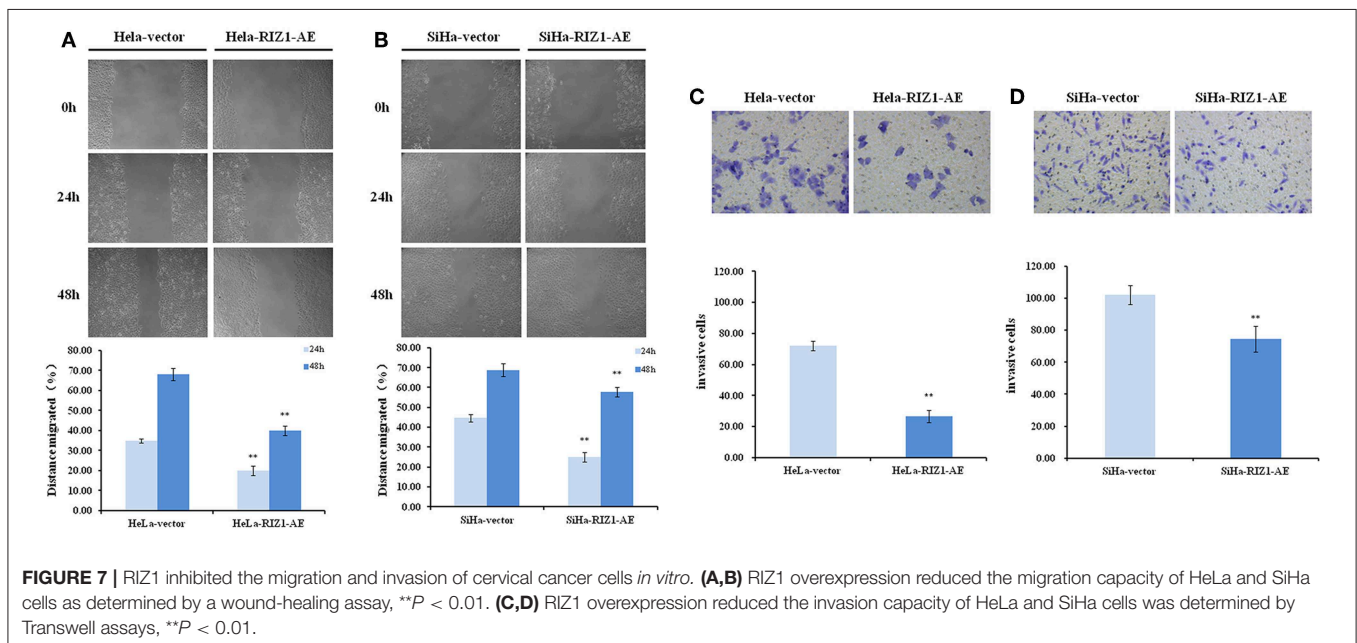 A
Hela-vector Hela-RIZ1-AE
0h
24h
48h
Distance migrated (%)
80.00
70.00
60.00
50.00
40.00
30.00
20.00
10.00
0.00
24h
48h
**
**
HeLa-vector HeLa-RIZ1-AE
B
SiHa-vector SiHa-RIZ1-AE
0h
24h
48h
Distance migrated (%)
80.00
70.00
60.00
50.00
40.00
30.00
20.00
10.00
0.00
24h
48h
**
**
SiHa-vector SiHa-RIZ1-AE
C
Hela-vector Hela-RIZ1-AE
invasive cells
120.00
100.00
80.00
60.00
40.00
20.00
0.00
**
HeLa-vector HeLa-RIZ1-AE
D
SiHa-vector SiHa-RIZ1-AE
invasive cells
120.00
100.00
80.00
60.00
40.00
20.00
0.00
**
SiHa-vector SiHa-RIZ1-AE
FIGURE 7 | RIZ1 inhibited the migration and invasion of cervical cancer cells in vitro. (A,B) RIZ1 overexpression reduced the migration capacity of HeLa and SiHa
cells as determined by a wound-healing assay, **P < 0.01. (C,D) RIZ1 overexpression reduced the invasion capacity of HeLa and SiHa cells was determined by
Transwell assays, **P < 0.01.